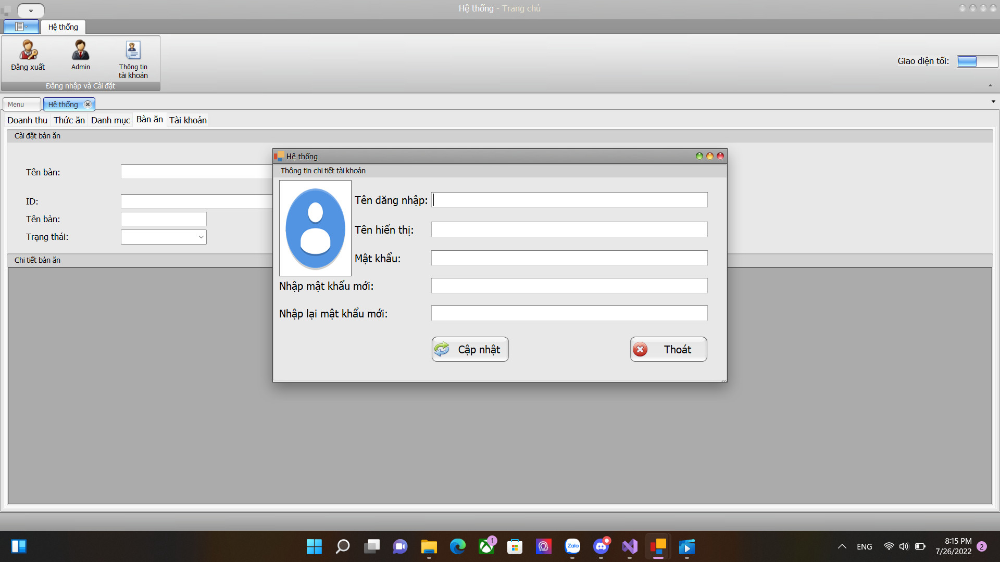 Hệ thống - Trang chủ
Hệ thống
Đăng xuất
Admin
Thông tin
tài khoản
Đăng nhập và Cài đặt
Giao diện tối:
Menu
Hệ thống
Doanh thu
Thức ăn
Danh mục
Bàn ăn
Tài khoản
Cài đặt bàn ăn
Tên bàn:
ID:
Tên bàn:
Trạng thái:
Chi tiết bàn ăn
Hệ thống
Thông tin chi tiết tài khoản
Tên đăng nhập:
Tên hiển thị:
Mật khẩu:
Nhập mật khẩu mới:
Nhập lại mật khẩu mới:
Cập nhật
Thoát
1
Zalo
ENG
8:15 PM
7/26/2022
2